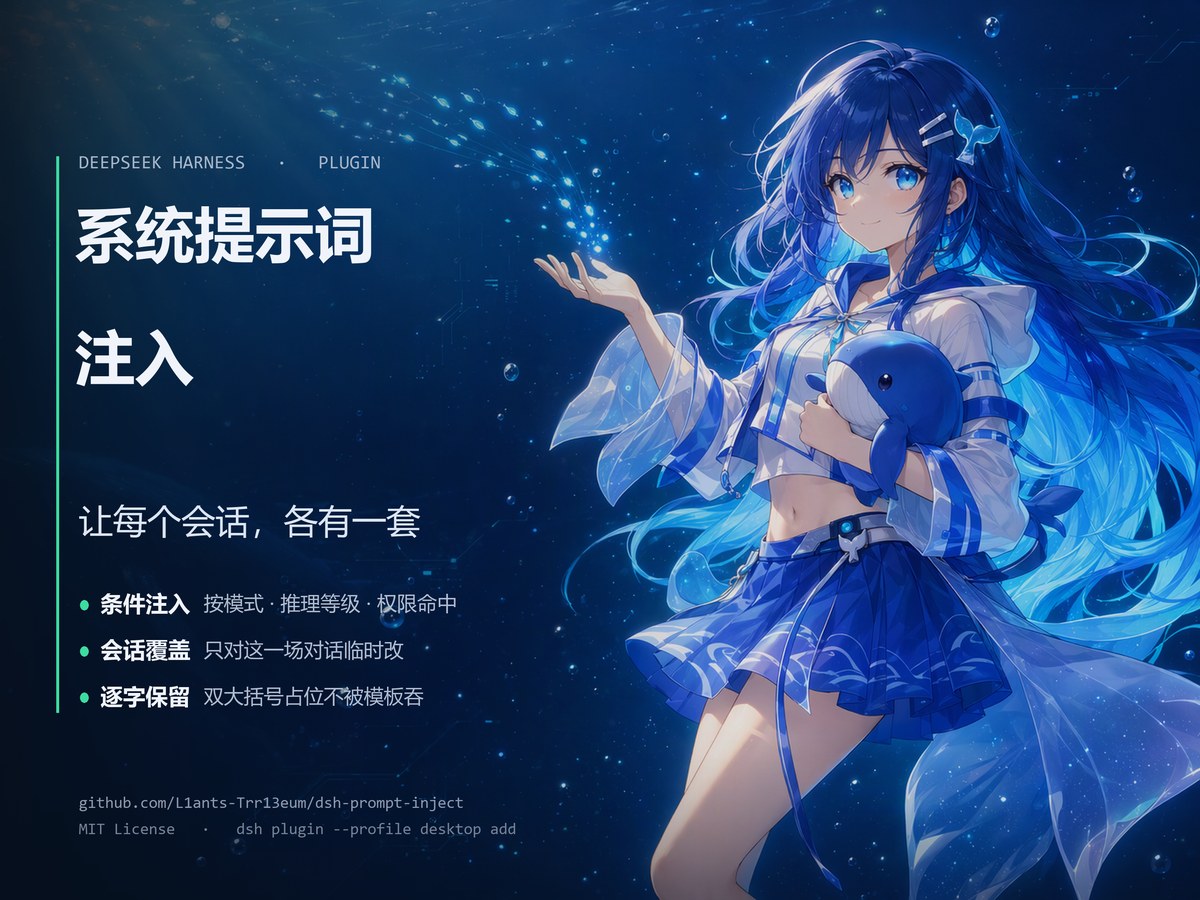 DEEPSEEK HARNESS · PLUGIN
系统提示词
注入
让每个会话，各有一套
条件注入 按模式 · 推理等级 · 权限命中
会话覆盖 只对这一场对话临时改
逐字保留 双大括号占位不被模板吞
github.com/L1ants-Trr13eum/dsh-prompt-inject
MIT License · dsh plugin --profile desktop add